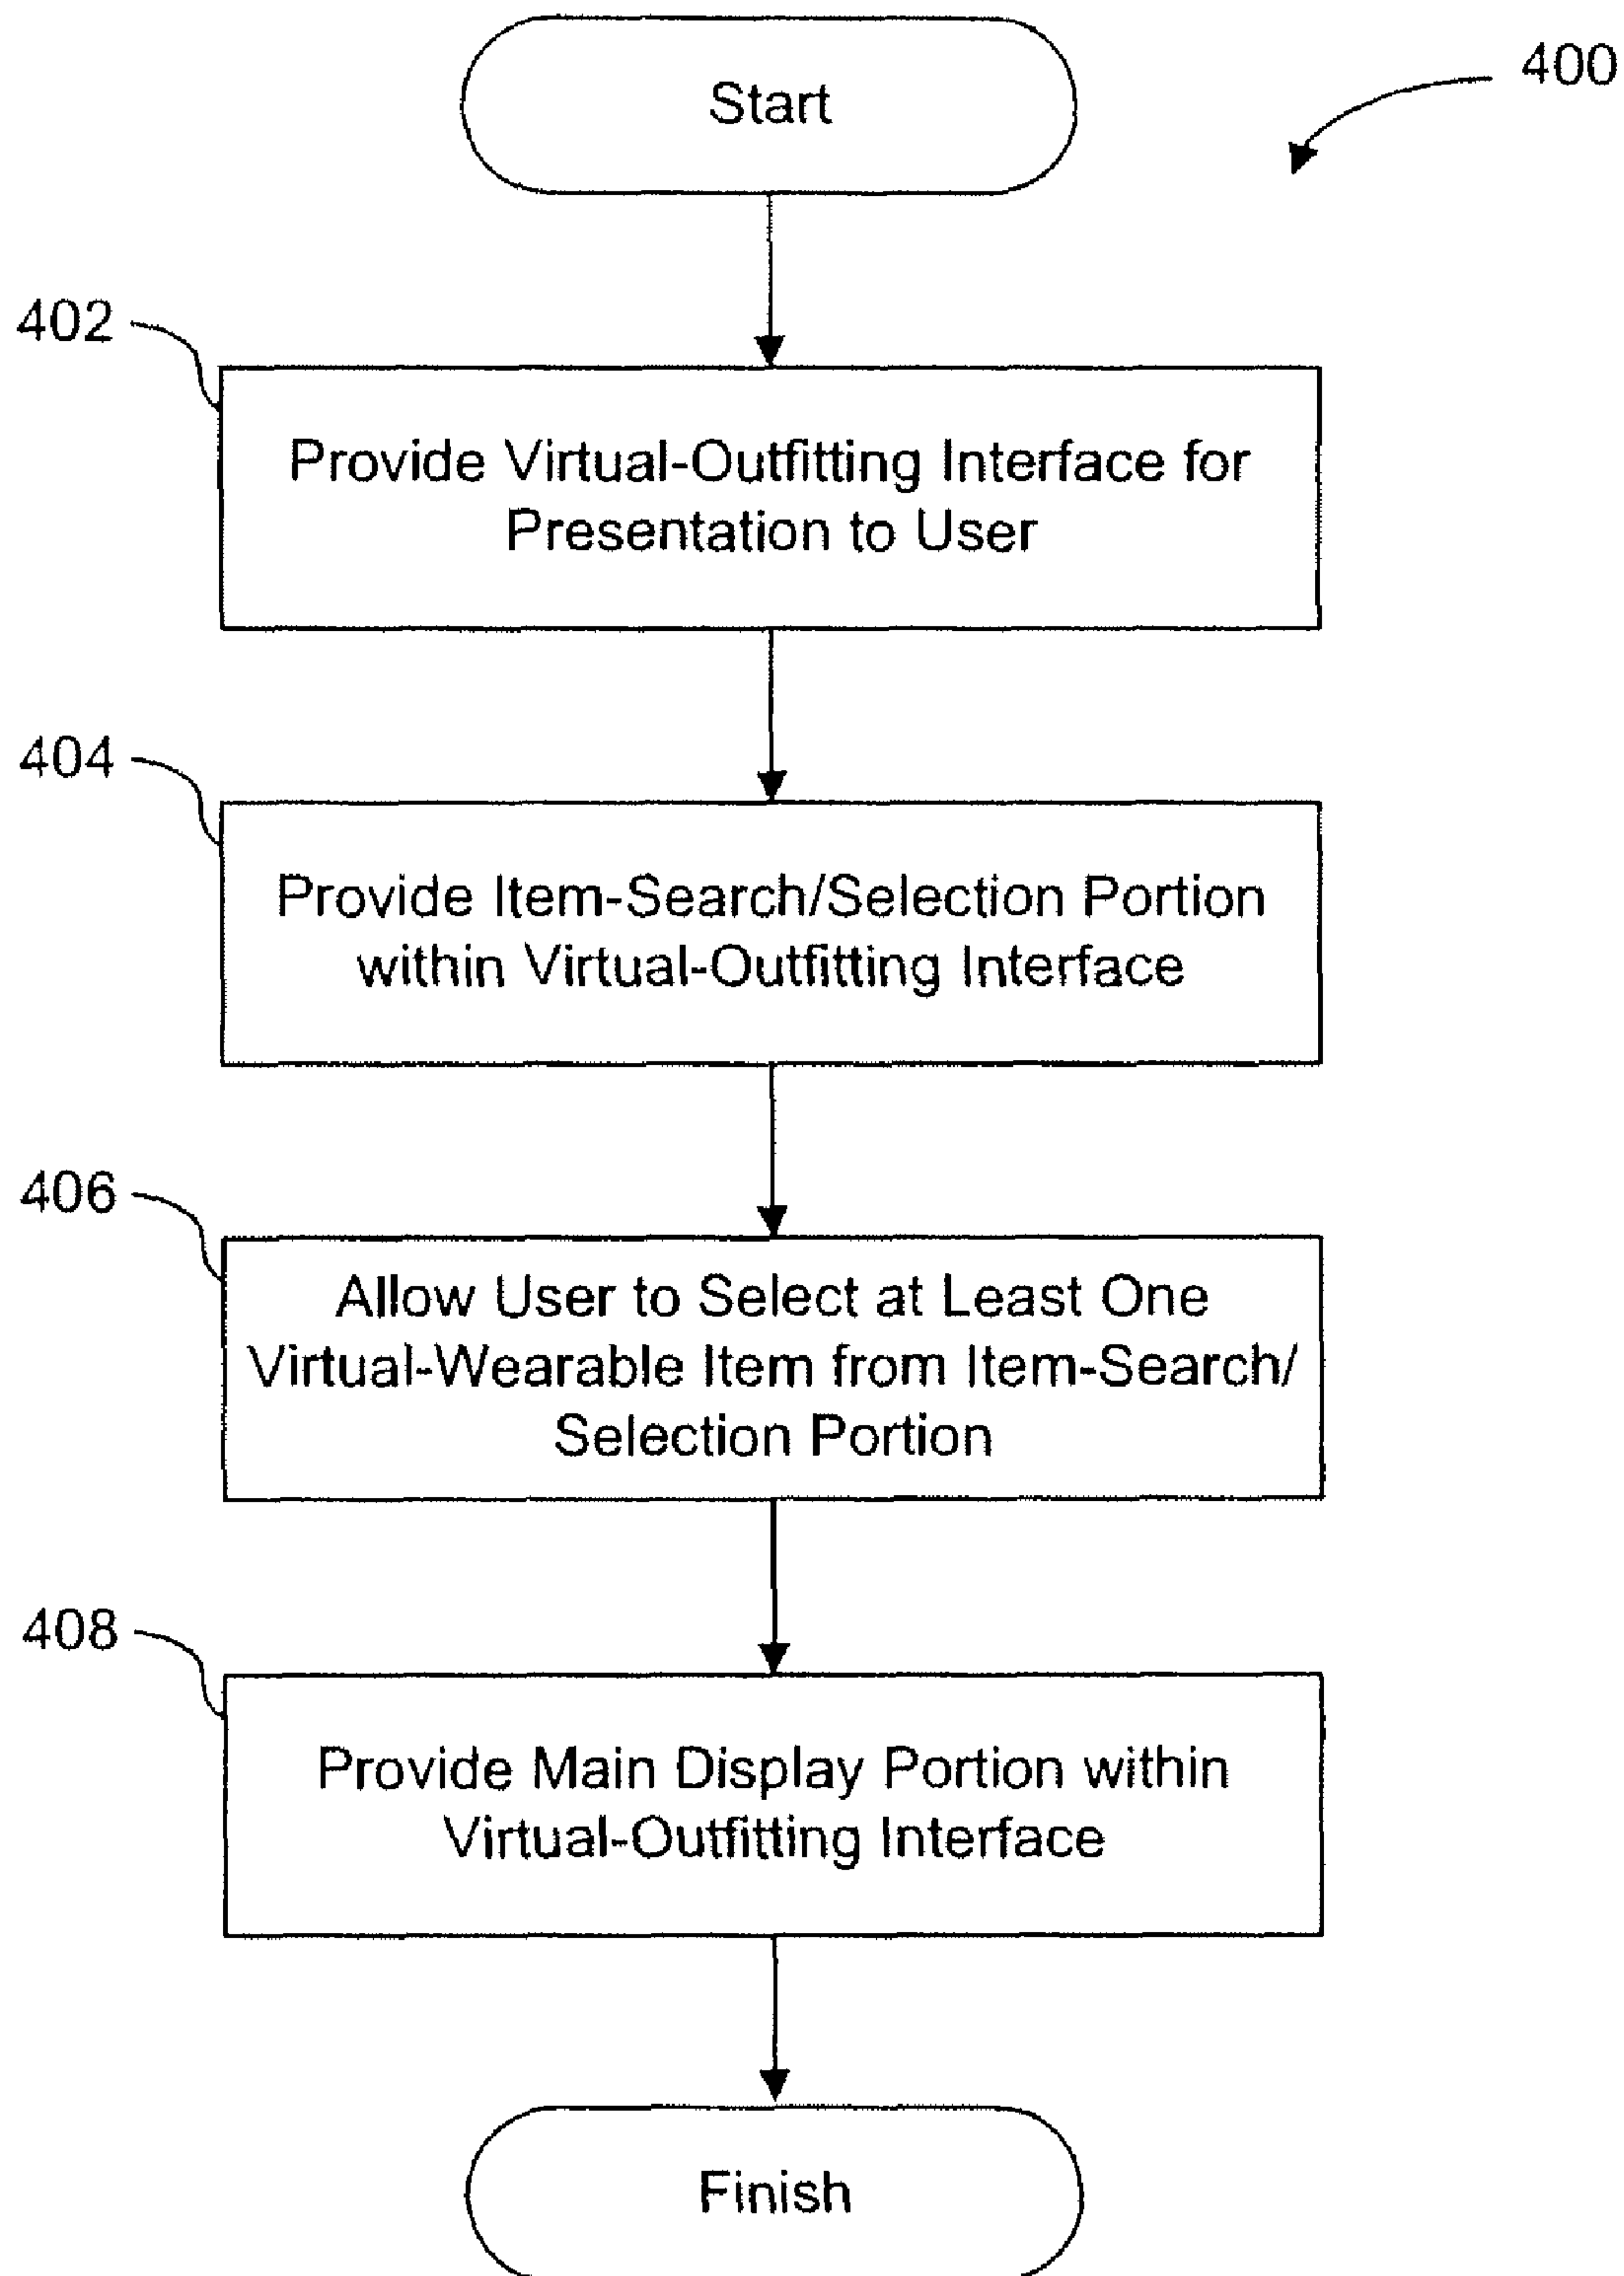 Start
400
402
Provide Virtual-Outfitting Interface for
Presentation to User
404
Provide Item-Search/Selection Portion
within Virtual-Outfitting Interface
406
Allow User to Select at Least One
Virtual-Wearable Item from Item-Search/
Selection Portion
408
Provide Main Display Portion within
Virtual-Outfitting Interface
Finish